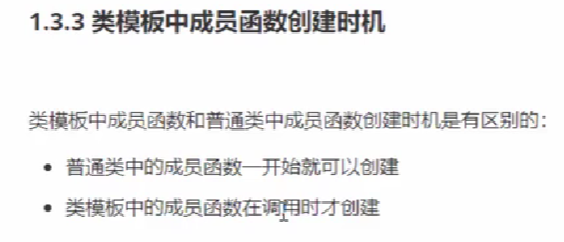 1.3.3 类模板中成员函数创建时机
类模板中成员函数和普通类中成员函数创建时机是有区别的：
• 普通类中的成员函数一开始就可以创建
• 类模板中的成员函数在调用时才创建